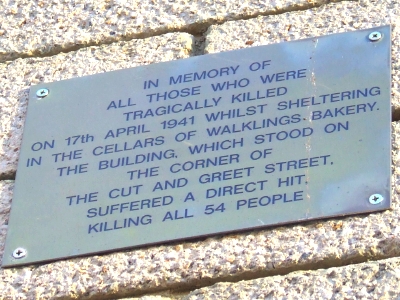 IN MEMORY OF
ALL THOSE WHO WERE
TRAGICALLY KILLED
ON 17th APRIL 1941 WHILST SHELTERING
IN THE CELLARS OF WALKLINGS. BAKERY.
THE BUILDING, WHICH STOOD ON
THE CORNER OF
THE CUT AND GREET STREET,
SUFFERED A DIRECT HIT,
KILLING ALL 54 PEOPLE